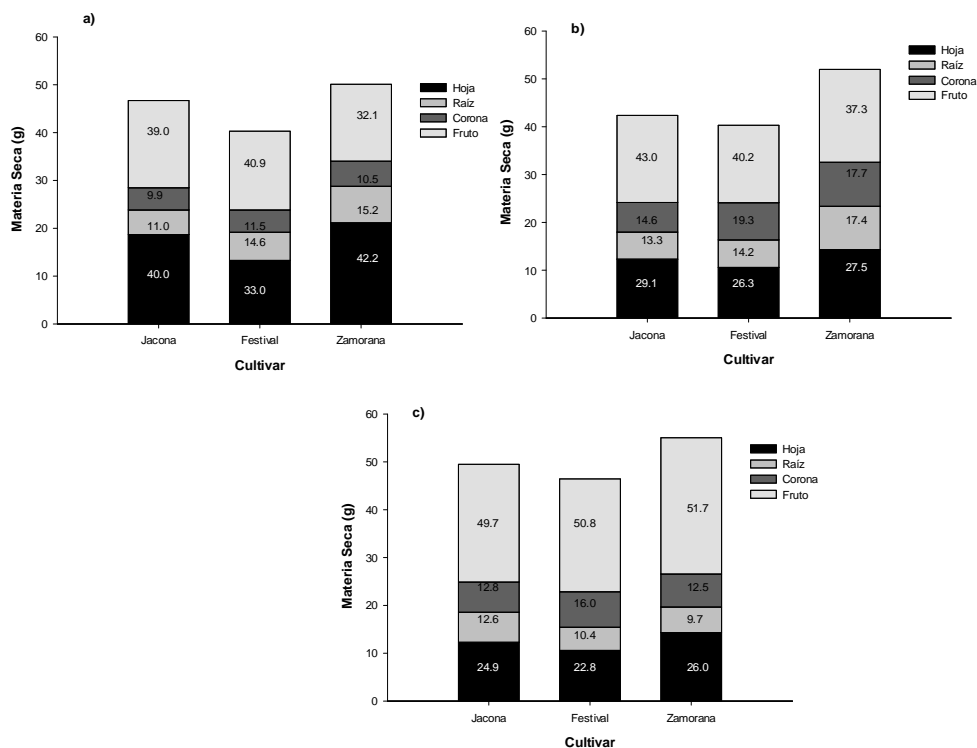 a)
Materia Seca (g)
60
50
40
30
20
10
0
39.0
9.9
11.0
40.0
40.9
11.5
14.6
33.0
32.1
10.5
15.2
42.2
Hoja
Raíz
Corona
Fruto
Jacona Festival Zamorana
Cultivar
b)
Materia Seca (g)
60
50
40
30
20
10
0
43.0
14.6
13.3
29.1
40.2
19.3
14.2
26.3
37.3
17.7
17.4
27.5
Hoja
Raíz
Corona
Fruto
Jacona Festival Zamorana
Cultivar
c)
Materia Seca (g)
60
50
40
30
20
10
0
49.7
12.8
12.6
24.9
50.8
16.0
10.4
22.8
51.7
12.5
9.7
26.0
Hoja
Raíz
Corona
Fruto
Jacona Festival Zamorana
Cultivar